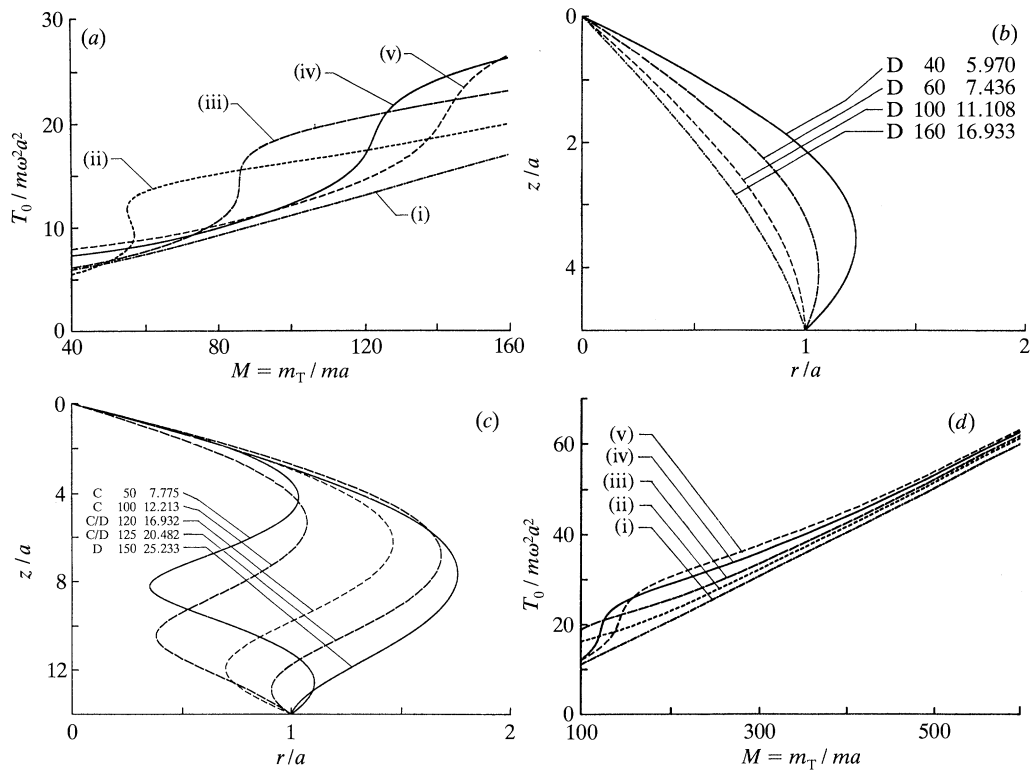 (a)
30
20
10
0
T₀ / mω²a²
(i)
(ii)
(iii)
(iv)
(v)
40 80 120 160
M = m_T / ma
(b)
0
2
4
z / a
D 40 5.970
D 60 7.436
D 100 11.108
D 160 16.933
0 1 2
r / a
(c)
0
4
8
12
z / a
C 50 7.775
C 100 12.213
C/D 120 16.932
C/D 125 20.482
D 150 25.233
0 1 2
r / a
(d)
60
40
20
0
T₀ / mω²a²
(v)
(iv)
(iii)
(ii)
(i)
100 300 500
M = m_T / ma